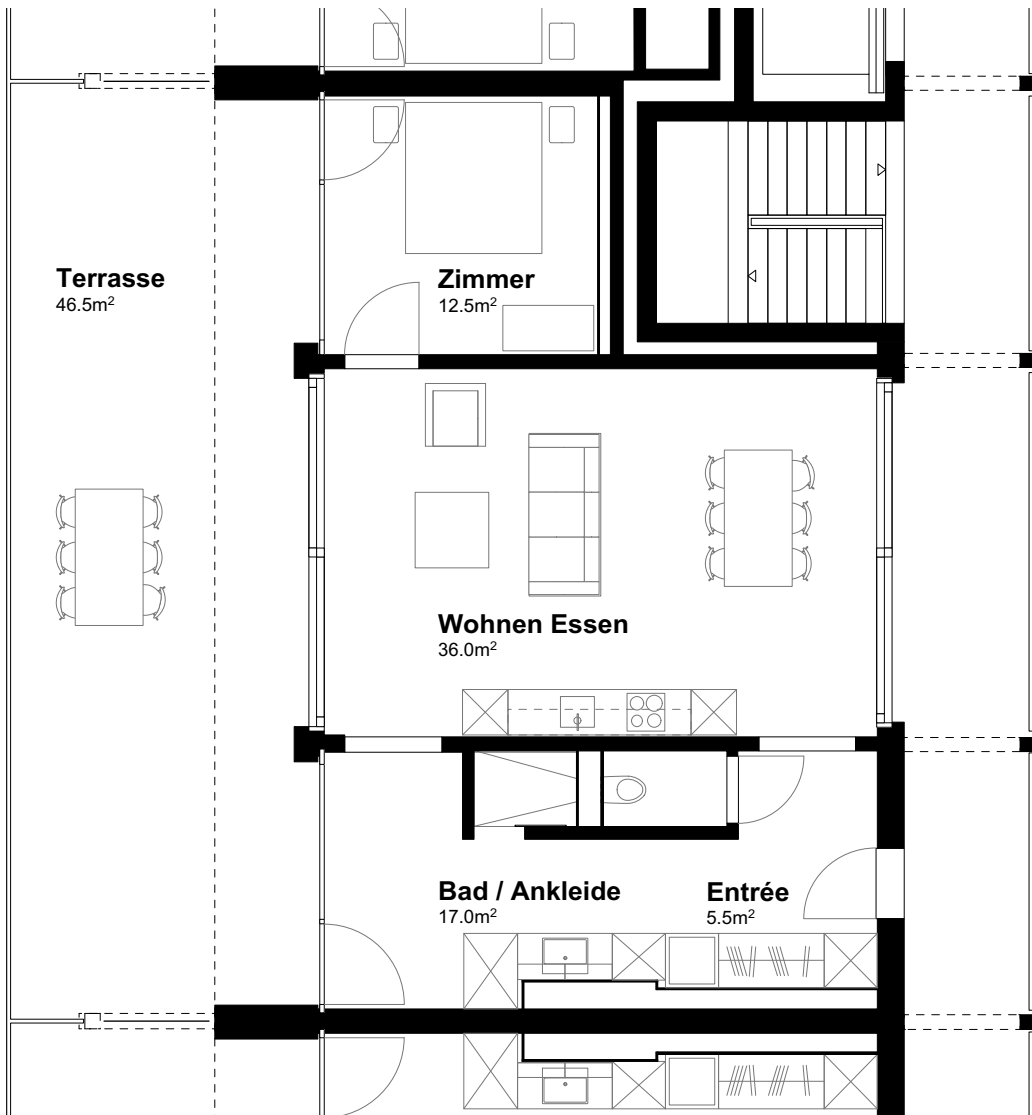 Terrasse
46.5m²
Zimmer
12.5m²
Wohnen Essen
36.0m²
Bad / Ankleide
17.0m²
Entrée
5.5m²